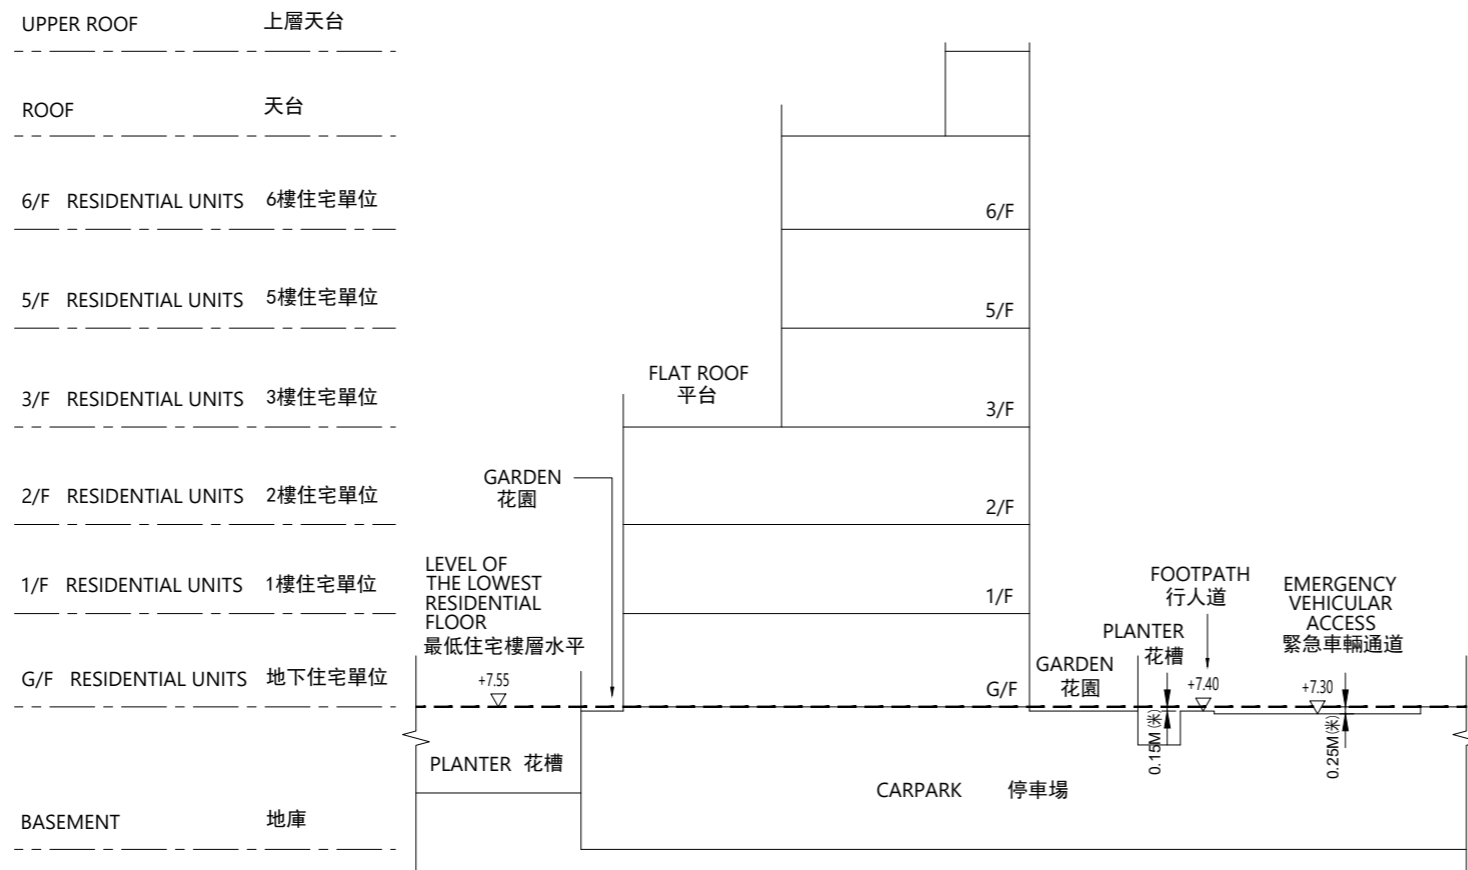 UPPER ROOF 上層天台
ROOF 天台
6/F RESIDENTIAL UNITS 6樓住宅單位
5/F RESIDENTIAL UNITS 5樓住宅單位
3/F RESIDENTIAL UNITS 3樓住宅單位
2/F RESIDENTIAL UNITS 2樓住宅單位
1/F RESIDENTIAL UNITS 1樓住宅單位
G/F RESIDENTIAL UNITS 地下住宅單位
BASEMENT 地庫
6/F
5/F
FLAT ROOF
平台
3/F
GARDEN
花園
2/F
LEVEL OF
THE LOWEST
RESIDENTIAL
FLOOR
最低住宅樓層水平
+7.55
1/F
G/F
GARDEN
花園
PLANTER
花槽
FOOTPATH
行人道
+7.40
EMERGENCY
VEHICULAR
ACCESS
緊急車輛通道
+7.30
0.15M (米)
0.25M(米)
PLANTER 花槽
CARPARK 停車場